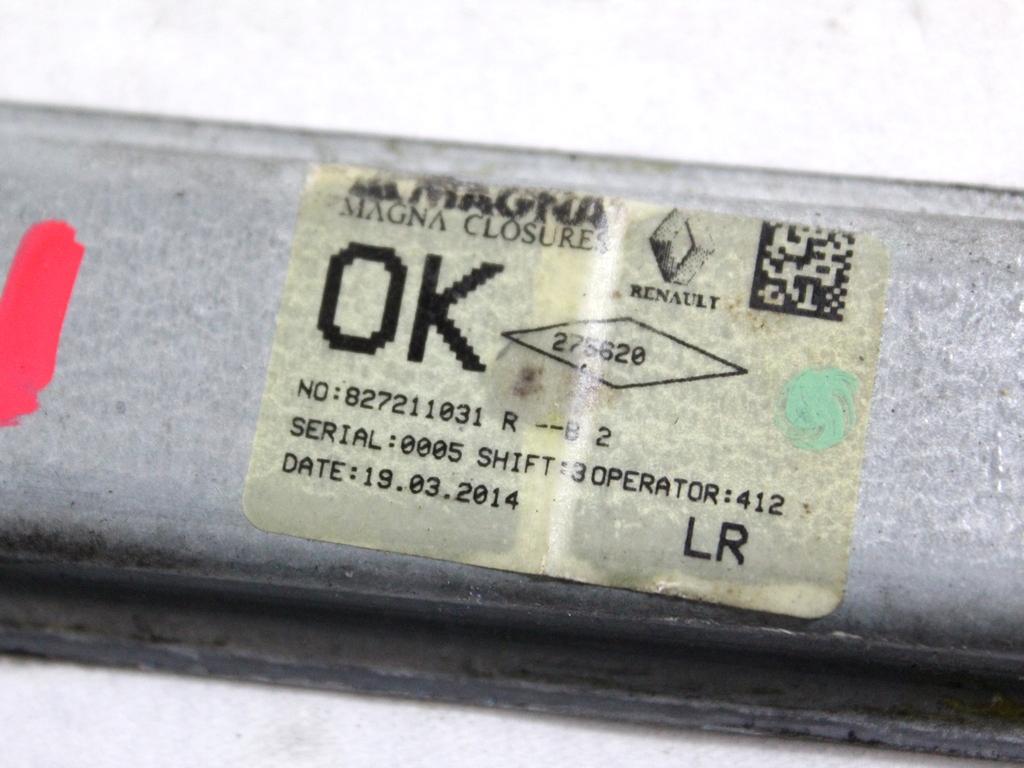 MAGNA
MAGNA CLOSURES
RENAULT
OK
275620
NO:827211031 R --B 2
SERIAL:0005 SHIFT:3 OPERATOR:412
DATE:19.03.2014
LR